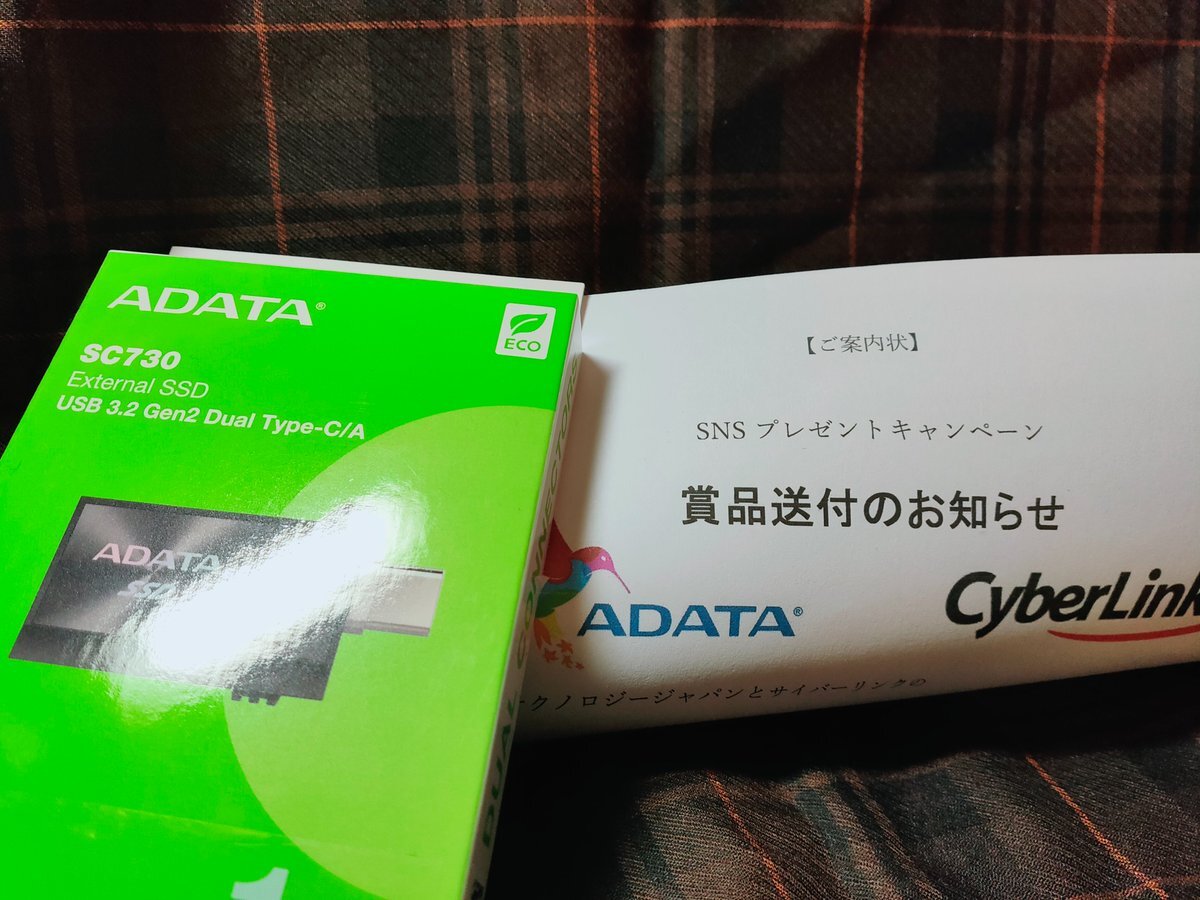 ADATA®
ECO
SC730
External SSD
USB 3.2 Gen2 Dual Type-C/A
ADATA
SSD
1
DUAL CONNECTORS
【ご案内状】
SNS プレゼントキャンペーン
賞品送付のお知らせ
ADATA®
CyberLink
クノロジージャパンとサイバーリンクの